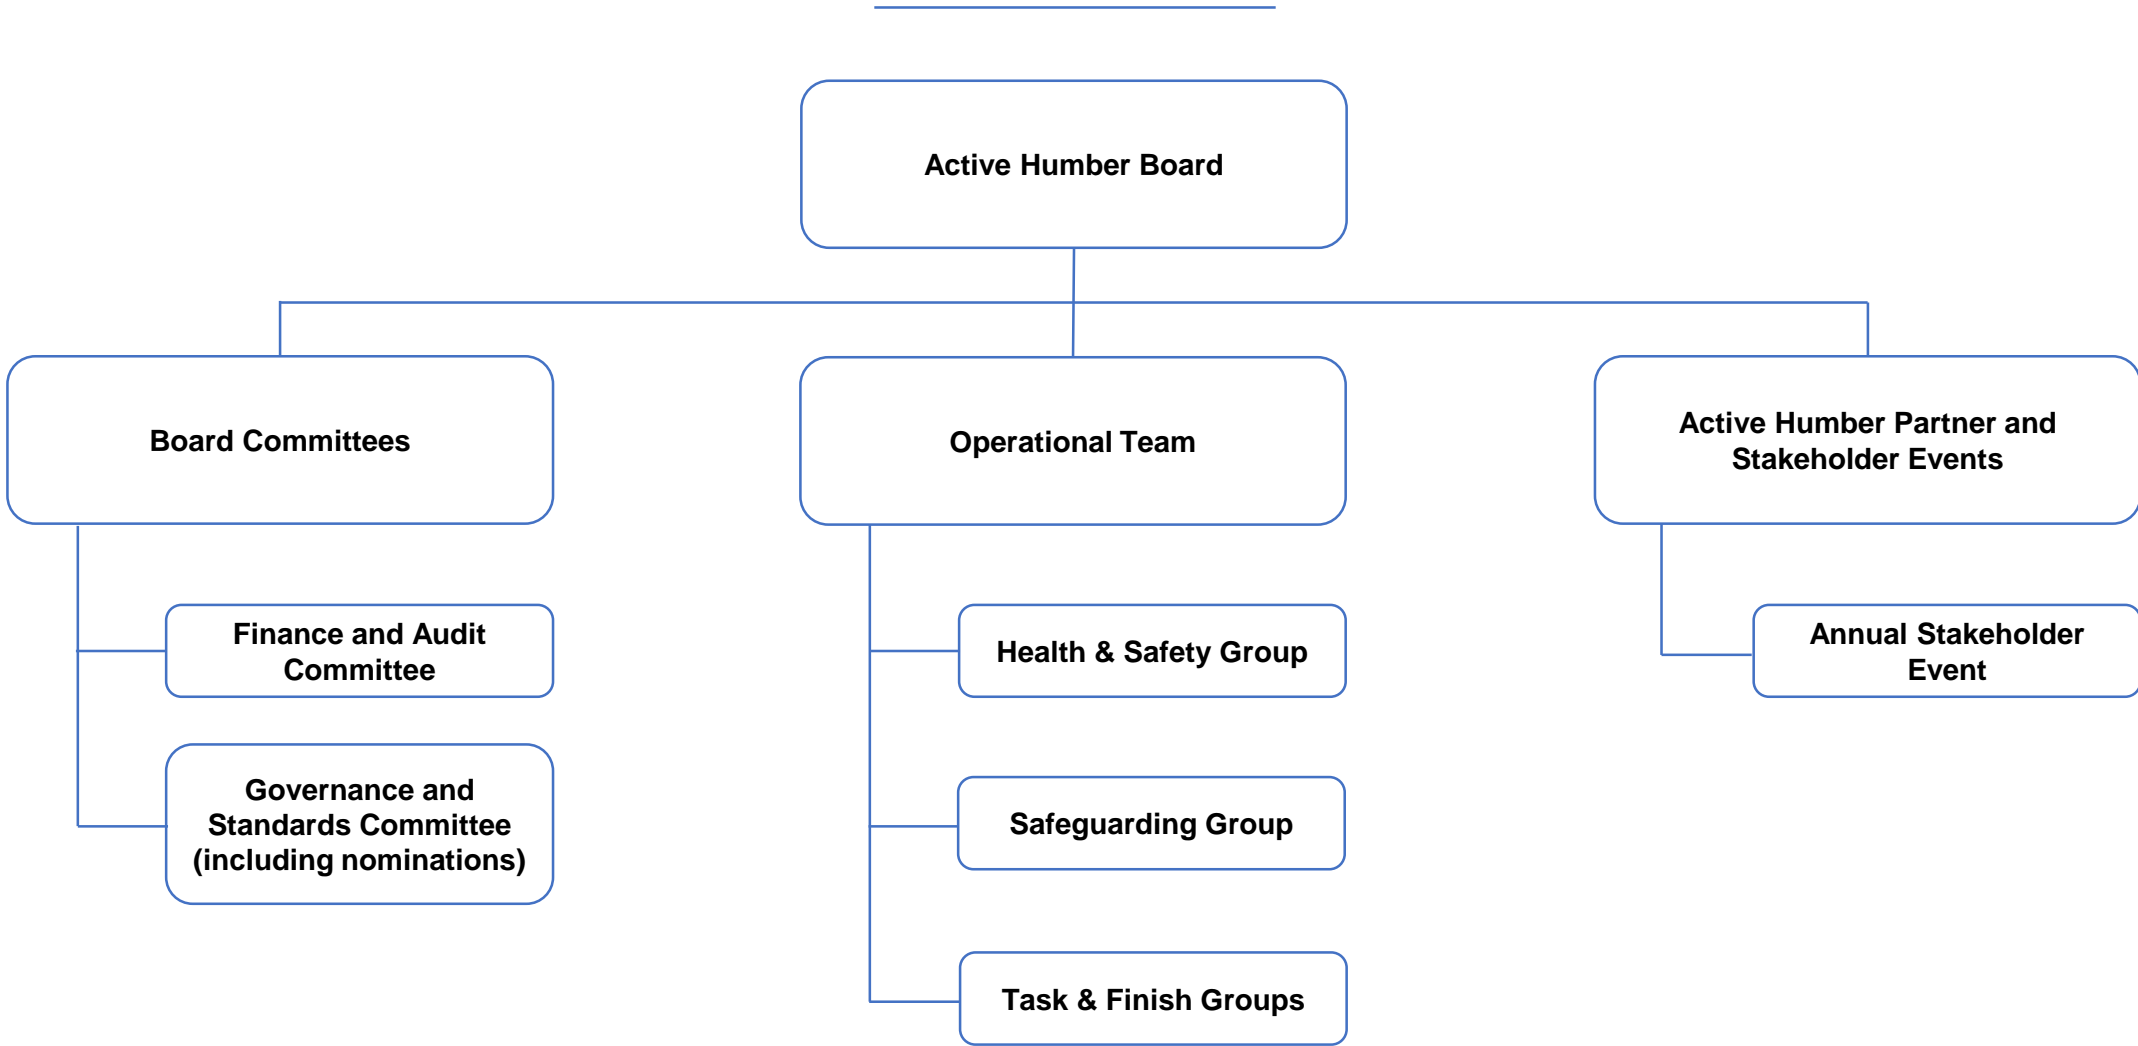 Active Humber Board
Board Committees
Operational Team
Active Humber Partner and
Stakeholder Events
Finance and Audit
Committee
Governance and
Standards Committee
(including nominations)
Health & Safety Group
Safeguarding Group
Task & Finish Groups
Annual Stakeholder
Event